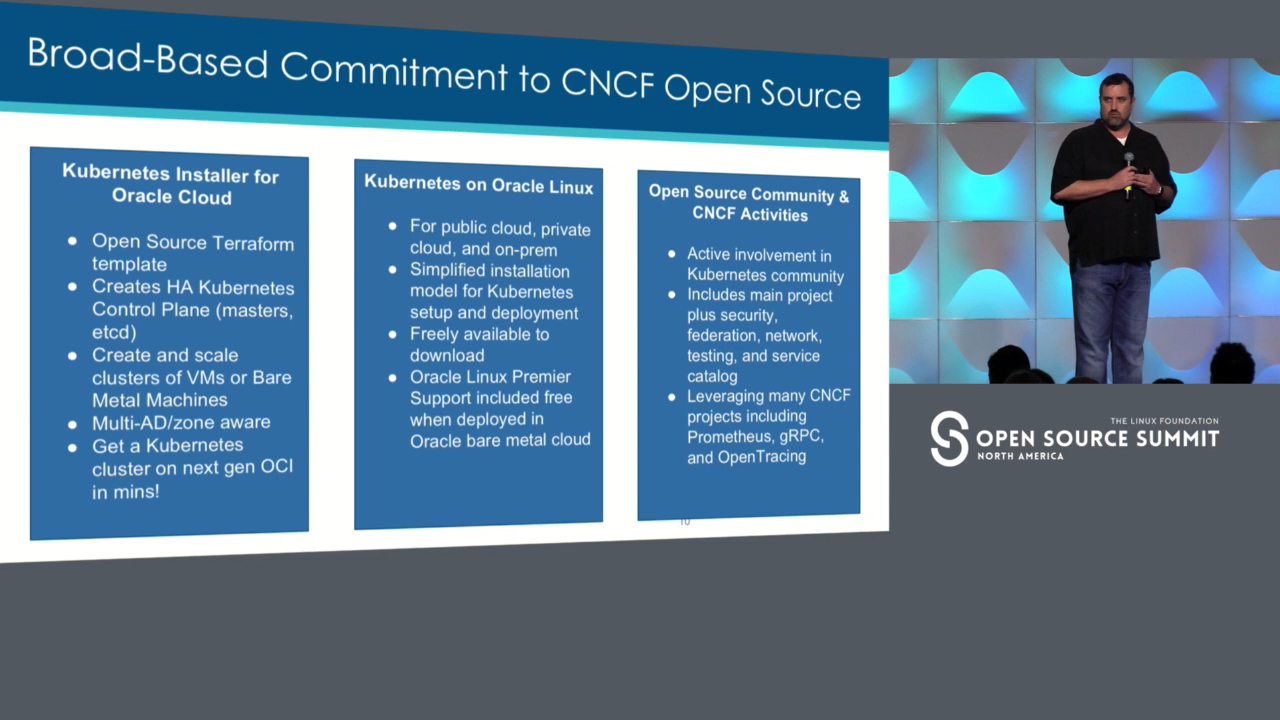 Broad-Based Commitment to CNCF Open Source
Kubernetes Installer for
Oracle Cloud
● Open Source Terraform
template
● Creates HA Kubernetes
Control Plane (masters,
etcd)
● Create and scale
clusters of VMs or Bare
Metal Machines
● Multi-AD/zone aware
● Get a Kubernetes
cluster on next gen OCI
in mins!
Kubernetes on Oracle Linux
● For public cloud, private
cloud, and on-prem
● Simplified installation
model for Kubernetes
setup and deployment
● Freely available to
download
● Oracle Linux Premier
Support included free
when deployed in
Oracle bare metal cloud
Open Source Community &
CNCF Activities
● Active involvement in
Kubernetes community
● Includes main project
plus security,
federation, network,
testing, and service
catalog
● Leveraging many CNCF
projects including
Prometheus, gRPC,
and OpenTracing
10
THE LINUX FOUNDATION
OPEN SOURCE SUMMIT
NORTH AMERICA